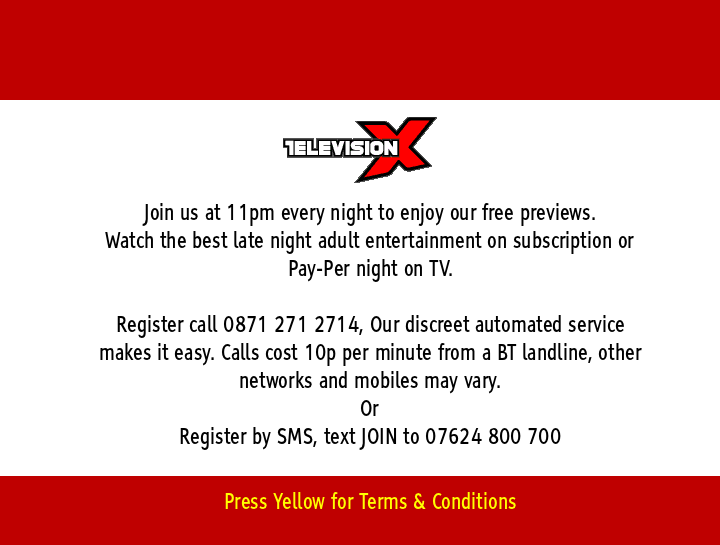 TELEVISION X
Join us at 11pm every night to enjoy our free previews.
Watch the best late night adult entertainment on subscription or
Pay-Per night on TV.
Register call 0871 271 2714, Our discreet automated service
makes it easy. Calls cost 10p per minute from a BT landline, other
networks and mobiles may vary.
Or
Register by SMS, text JOIN to 07624 800 700
Press Yellow for Terms & Conditions